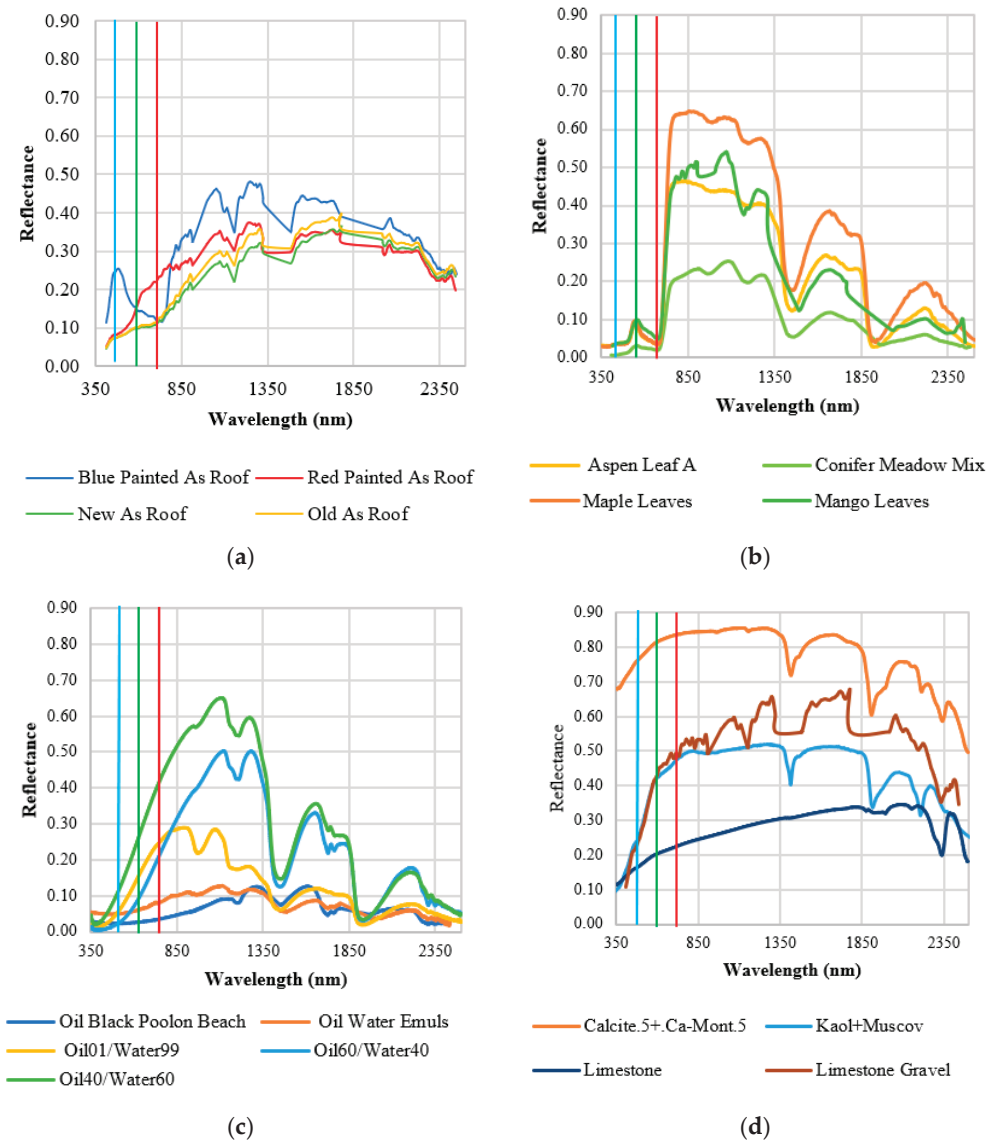 0.90
0.80
0.70
0.60
0.50
0.40
0.30
0.20
0.10
0.00
Reflectance
350 850 1350 1850 2350
Wavelength (nm)
Blue Painted As Roof Red Painted As Roof
New As Roof Old As Roof
(a)
0.90
0.80
0.70
0.60
0.50
0.40
0.30
0.20
0.10
0.00
Reflectance
350 850 1350 1850 2350
Wavelength (nm)
Aspen Leaf A Conifer Meadow Mix
Maple Leaves Mango Leaves
(b)
0.90
0.80
0.70
0.60
0.50
0.40
0.30
0.20
0.10
0.00
Reflectance
350 850 1350 1850 2350
Wavelength (nm)
Oil Black Poolon Beach Oil Water Emuls
Oil01/Water99 Oil60/Water40
Oil40/Water60
(c)
0.90
0.80
0.70
0.60
0.50
0.40
0.30
0.20
0.10
0.00
Reflectance
350 850 1350 1850 2350
Wavelength (nm)
Calcite.5+.Ca-Mont.5 Kaol+Muscov
Limestone Limestone Gravel
(d)